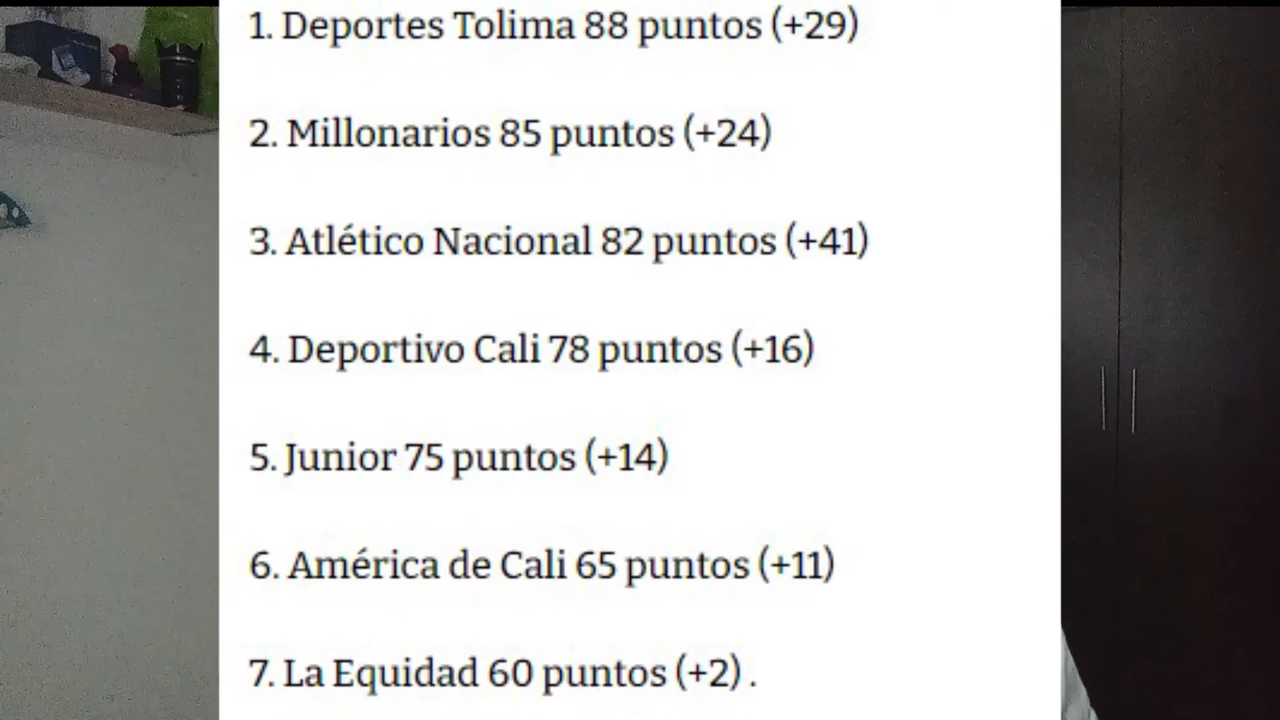 1. Deportes Tolima 88 puntos (+29)
2. Millonarios 85 puntos (+24)
3. Atlético Nacional 82 puntos (+41)
4. Deportivo Cali 78 puntos (+16)
5. Junior 75 puntos (+14)
6. América de Cali 65 puntos (+11)
7. La Equidad 60 puntos (+2) .